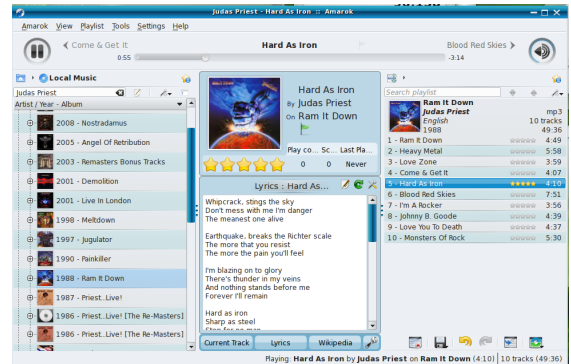 Judas Priest - Hard As Iron :: Amarok
Amarok View Playlist Tools Settings Help
Come & Get It
Hard As Iron
Blood Red Skies
0:55
-3:14
Local Music
Judas Priest
Artist / Year - Album
2008 - Nostradamus
2005 - Angel Of Retribution
2003 - Remasters Bonus Tracks
2001 - Demolition
2001 - Live In London
1998 - Meltdown
1997 - Jugulator
1990 - Painkiller
1988 - Ram It Down
1987 - Priest..Live!
1986 - Priest..Live! [The Re-Masters]
1986 - Turbo [The Re-Masters]
Hard As Iron
By Judas Priest
On Ram It Down
Play co... Sc... Last Pla...
0 0 Never
Lyrics : Hard As...
Whipcrack, stings the sky
Don't mess with me I'm danger
The meanest one alive
Earthquake, breaks the Richter scale
The more that you resist
The more the pain you'll feel
I'm blazing on to glory
There's thunder in my veins
And nothing stands before me
Forever I'll remain
Hard as iron
Sharp as steel
Stop for no man
Current Track Lyrics Wikipedia
Search playlist
Ram It Down
Judas Priest mp3
English 10 tracks
1988 49:36
1 - Ram It Down 4:49
2 - Heavy Metal 5:58
3 - Love Zone 3:59
4 - Come & Get It 4:07
5 - Hard As Iron 4:10
6 - Blood Red Skies 7:51
7 - I'm A Rocker 3:56
8 - Johnny B. Goode 4:39
9 - Love You To Death 4:37
10 - Monsters Of Rock 5:30
Playing: Hard As Iron by Judas Priest on Ram It Down (4:10) 10 tracks (49:36)